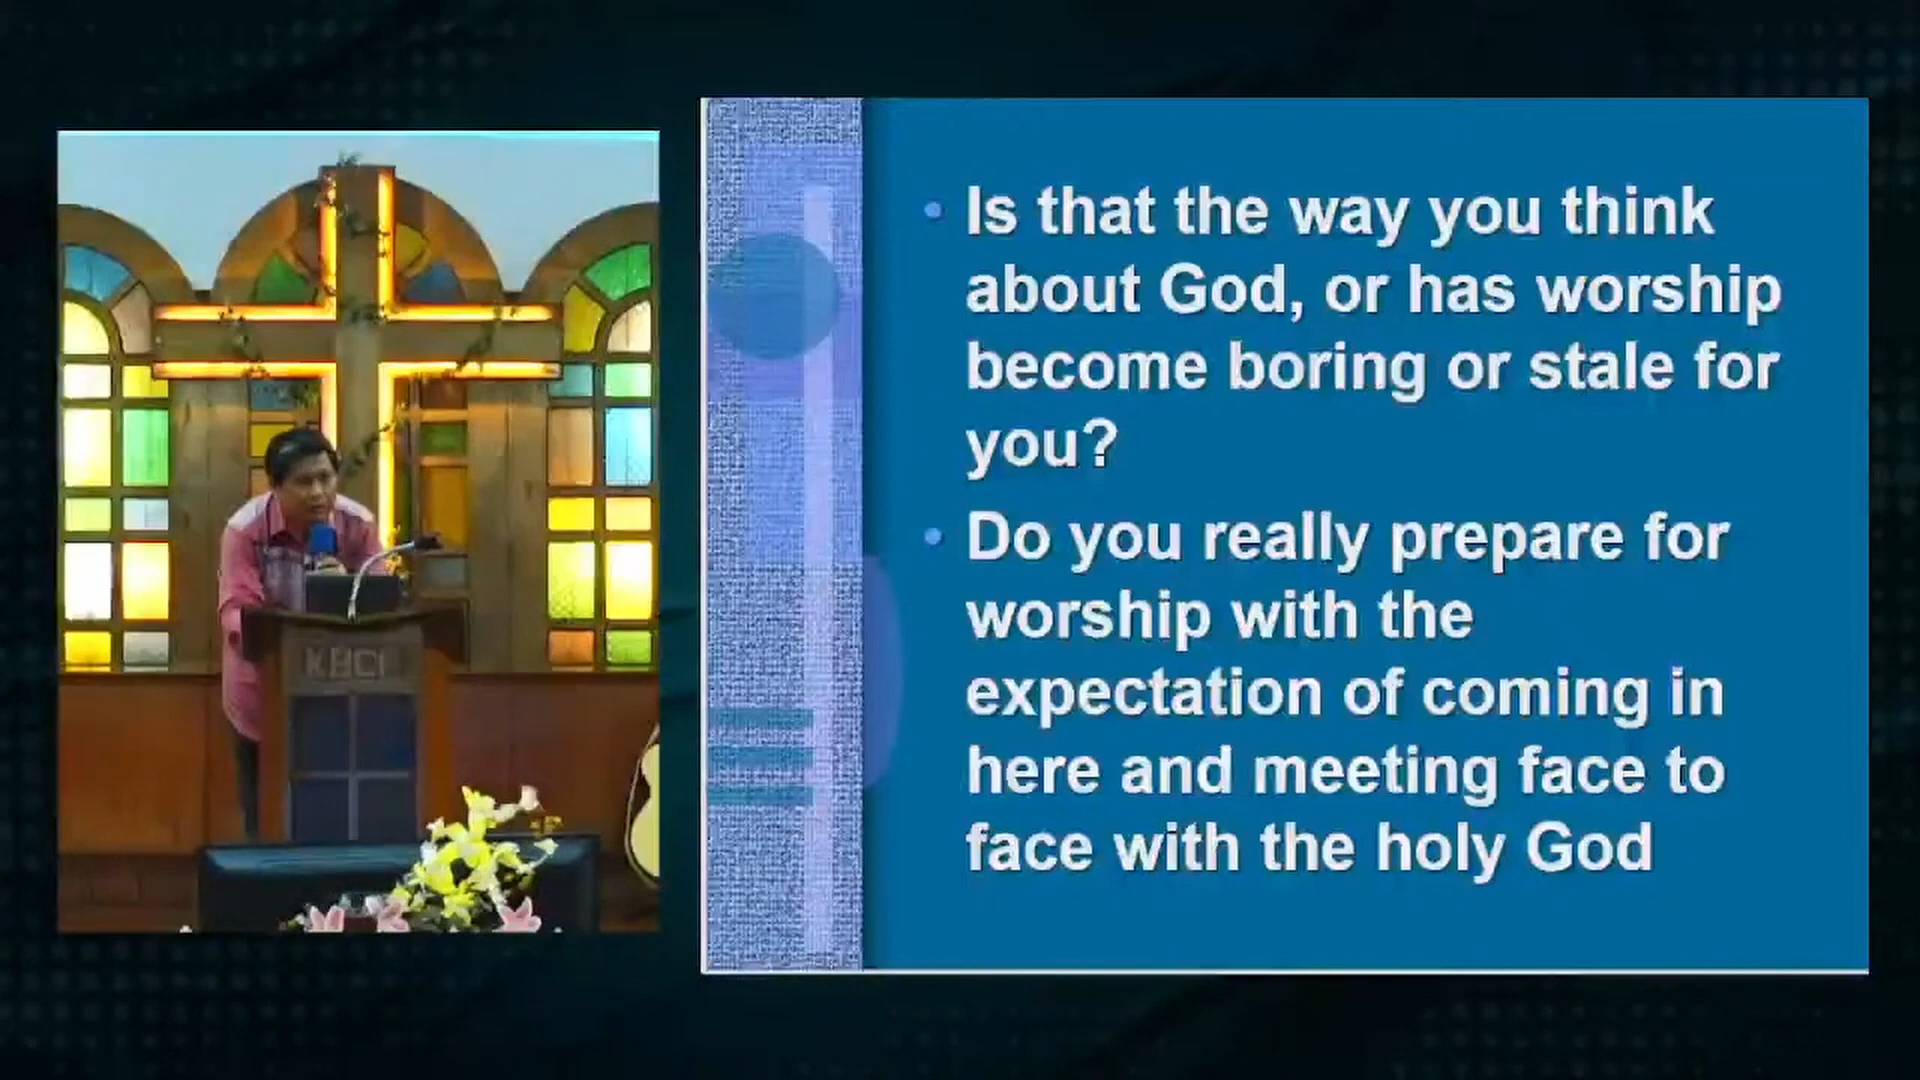 KBCI
Is that the way you think
about God, or has worship
become boring or stale for
you?
Do you really prepare for
worship with the
expectation of coming in
here and meeting face to
face with the holy God